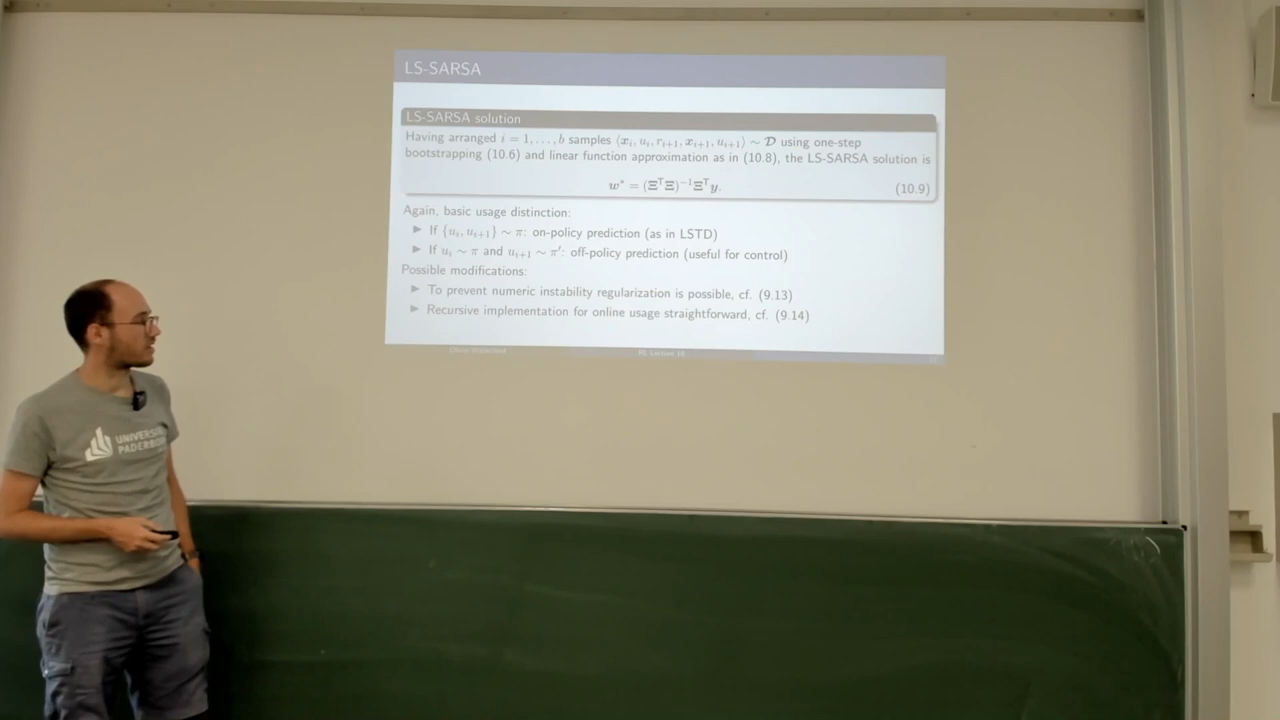 LS-SARSA
LS-SARSA solution
Having arranged i = 1, . . . , b samples ⟨x_i, u_i, r_{i+1}, x_{i+1}, u_{i+1}⟩ ∼ 𝓓 using one-step
bootstrapping (10.6) and linear function approximation as in (10.8), the LS-SARSA solution is
w* = (Ξ^T Ξ)^{−1} Ξ^T y. (10.9)
Again, basic usage distinction:
▶ If {u_i, u_{i+1}} ∼ π: on-policy prediction (as in LSTD)
▶ If u_i ∼ π and u_{i+1} ∼ π′: off-policy prediction (useful for control)
Possible modifications:
▶ To prevent numeric instability regularization is possible, cf. (9.13)
▶ Recursive implementation for online usage straightforward, cf. (9.14)
RL Lecture 10
UNIVERSI
PADERBO